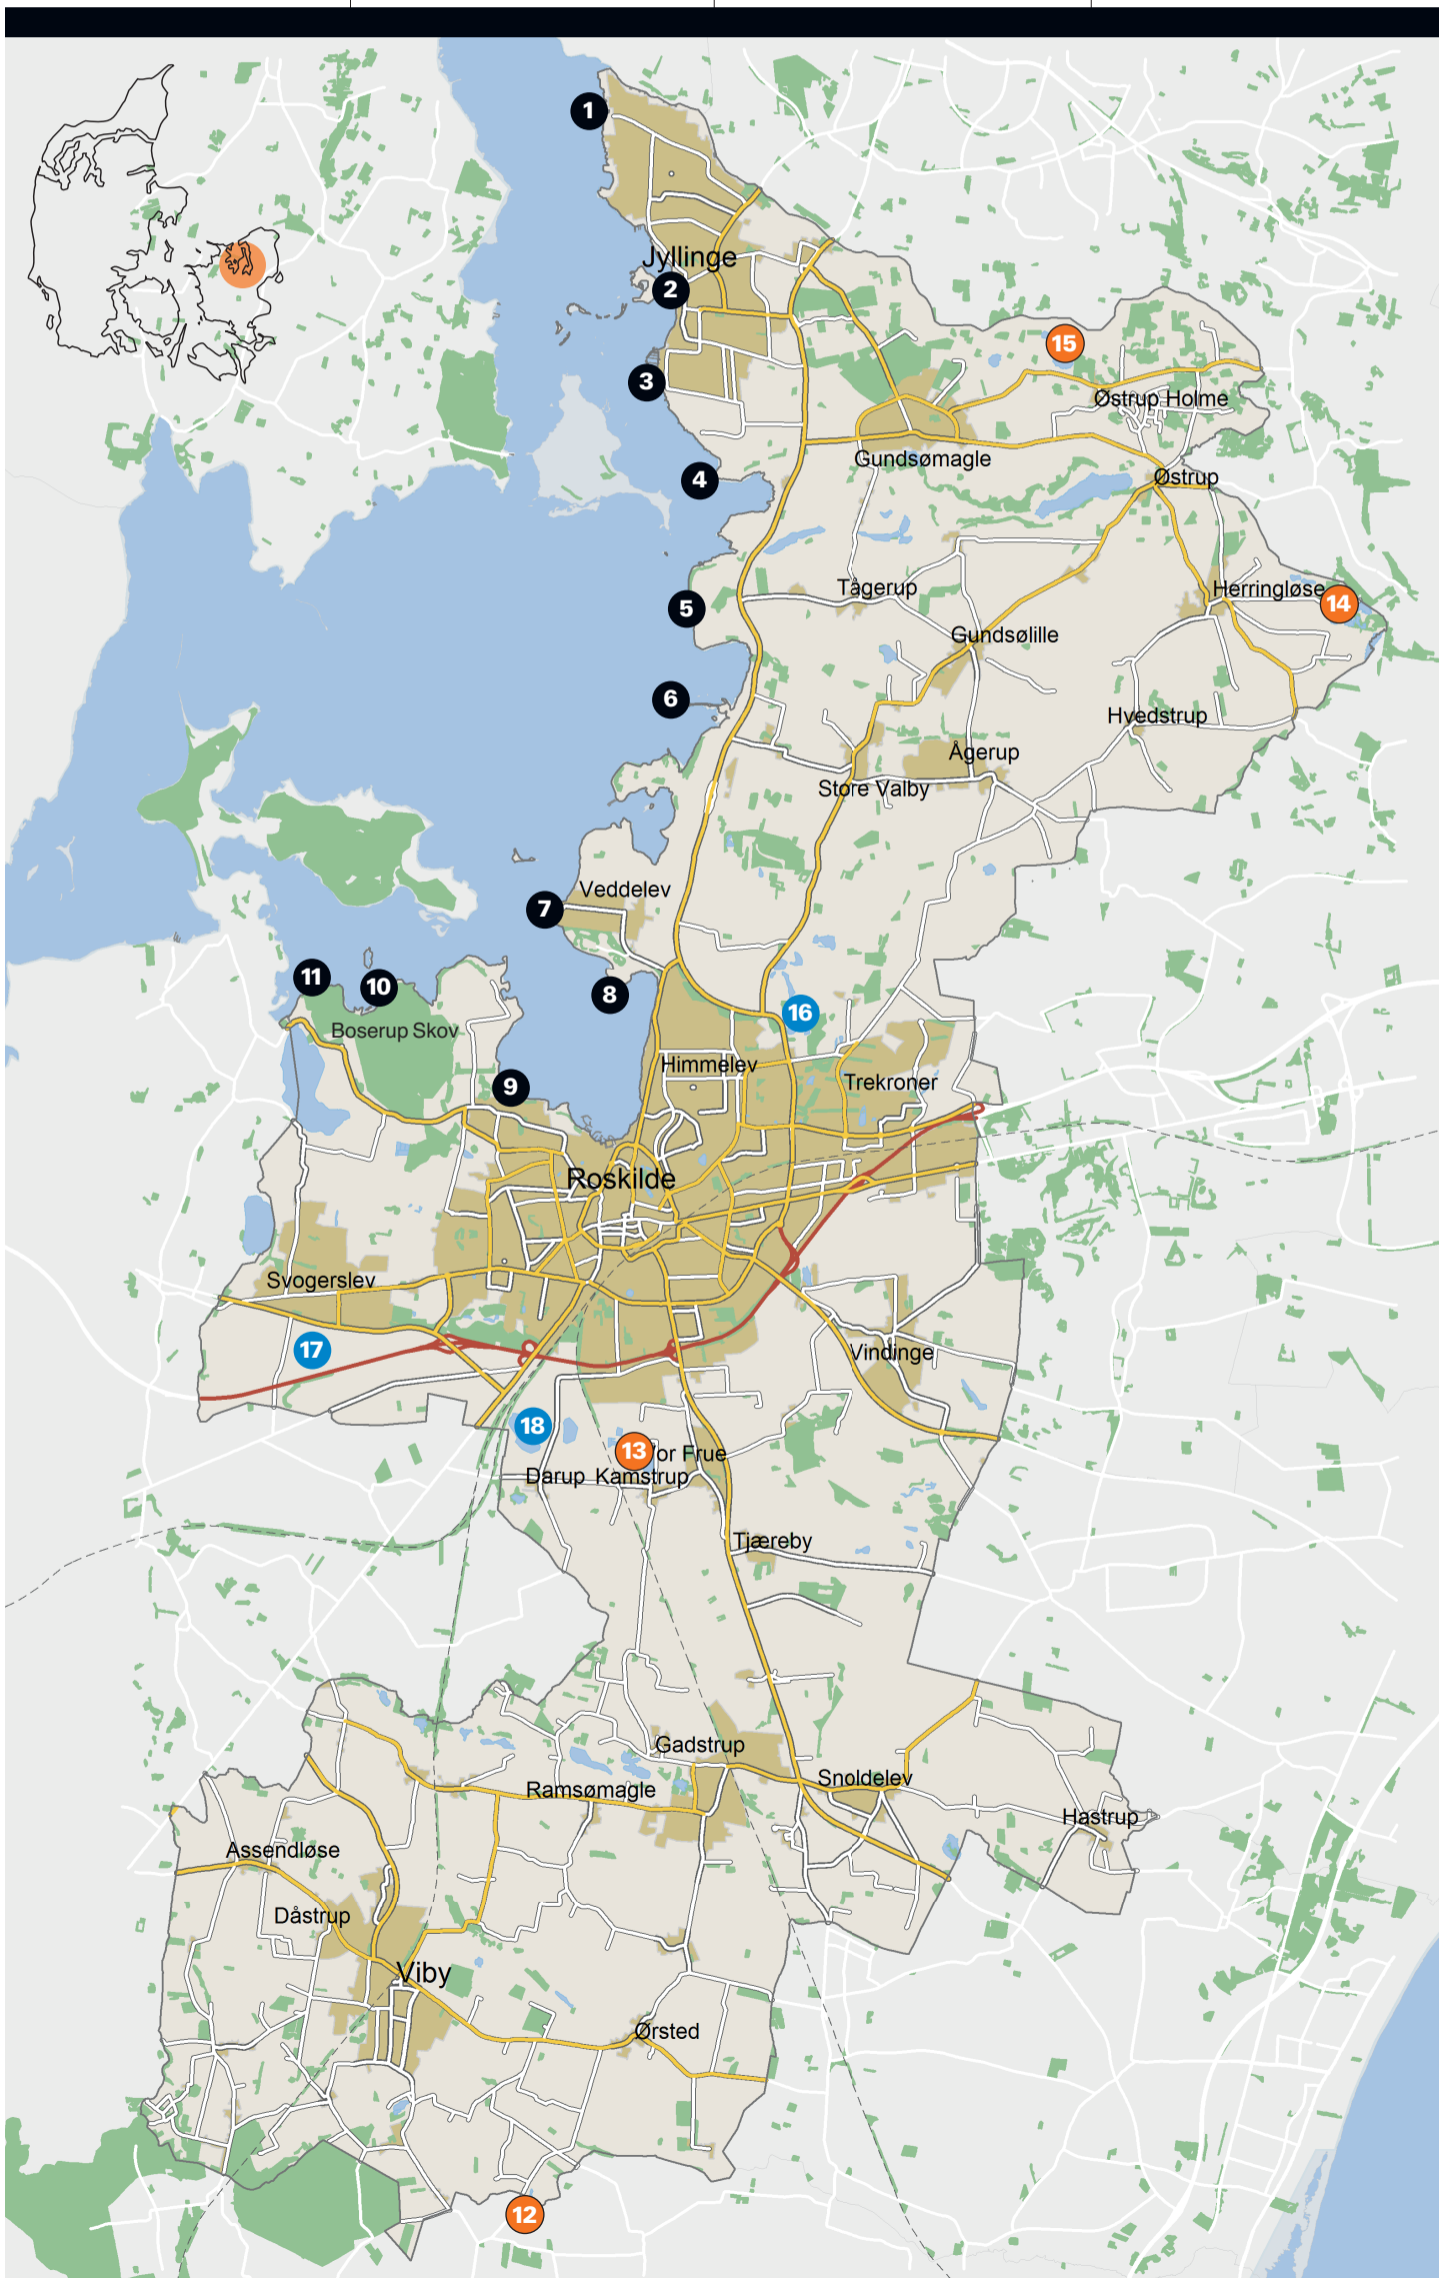 1
Jyllinge
2
15
3
Østrup Holme
Gundsømagle
4
Østrup
Tågerup
Herringløse
14
5
Gundsølille
6
Hvedstrup
Ågerup
Store Valby
Veddelev
7
11
10
8
16
Boserup Skov
Himmelev
9
Trekroner
Roskilde
Svogerslev
17
Vindinge
18
13
or Frue
Darup
Kamstrup
Tjæreby
Gadstrup
Snoldelev
Ramsømagle
Hastrup
Assendløse
Dåstrup
Viby
Ørsted
12